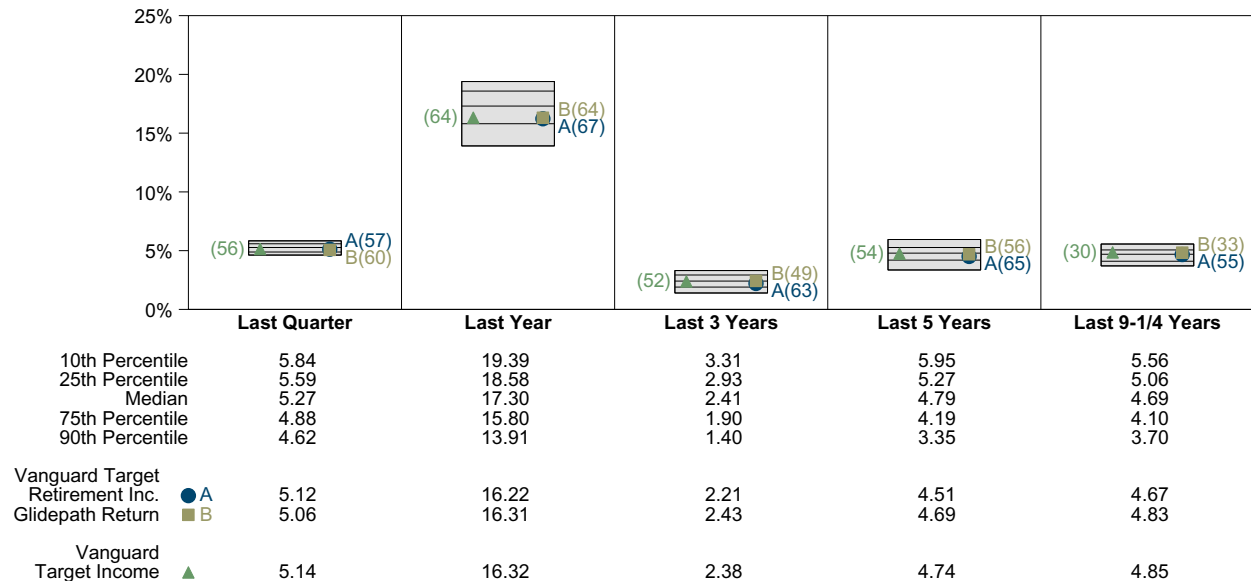 25%
20%
15%
10%
5%
0%
(56)
A(57)
B(60)
(64)
B(64)
A(67)
(52)
B(49)
A(63)
(54)
B(56)
A(65)
(30)
B(33)
A(55)
Last Quarter Last Year Last 3 Years Last 5 Years Last 9-1/4 Years
10th Percentile 5.84 19.39 3.31 5.95 5.56
25th Percentile 5.59 18.58 2.93 5.27 5.06
Median 5.27 17.30 2.41 4.79 4.69
75th Percentile 4.88 15.80 1.90 4.19 4.10
90th Percentile 4.62 13.91 1.40 3.35 3.70
Vanguard Target
Retirement Inc. A 5.12 16.22 2.21 4.51 4.67
Glidepath Return B 5.06 16.31 2.43 4.69 4.83
Vanguard
Target Income 5.14 16.32 2.38 4.74 4.85